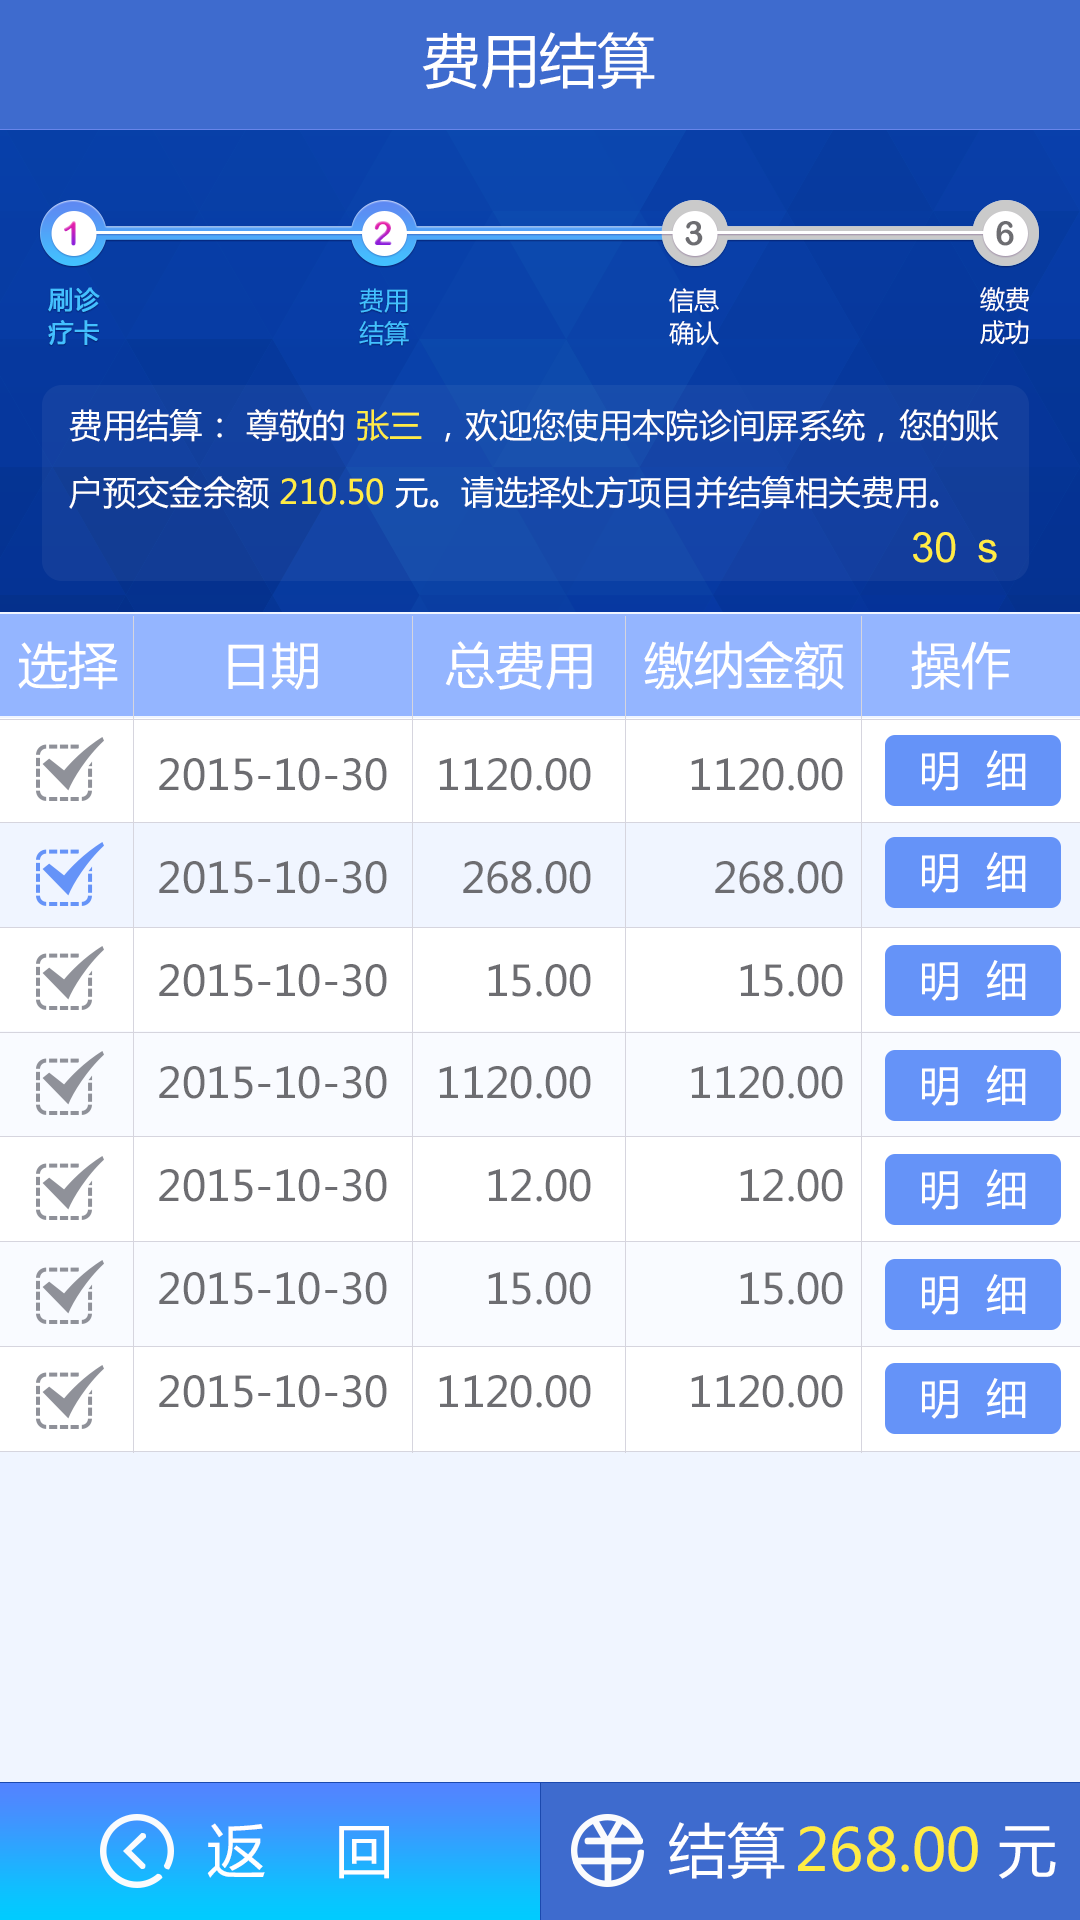 费用结算
1 2 3 6
刷诊 费用 信息 缴费
疗卡 结算 确认 成功
费用结算： 尊敬的 张三 ，欢迎您使用本院诊间屏系统，您的账
户预交金余额 210.50 元。请选择处方项目并结算相关费用。
30 s
选择 日期 总费用 缴纳金额 操作
2015-10-30 1120.00 1120.00 明 细
2015-10-30 268.00 268.00 明 细
2015-10-30 15.00 15.00 明 细
2015-10-30 1120.00 1120.00 明 细
2015-10-30 12.00 12.00 明 细
2015-10-30 15.00 15.00 明 细
2015-10-30 1120.00 1120.00 明 细
返 回 结算 268.00 元